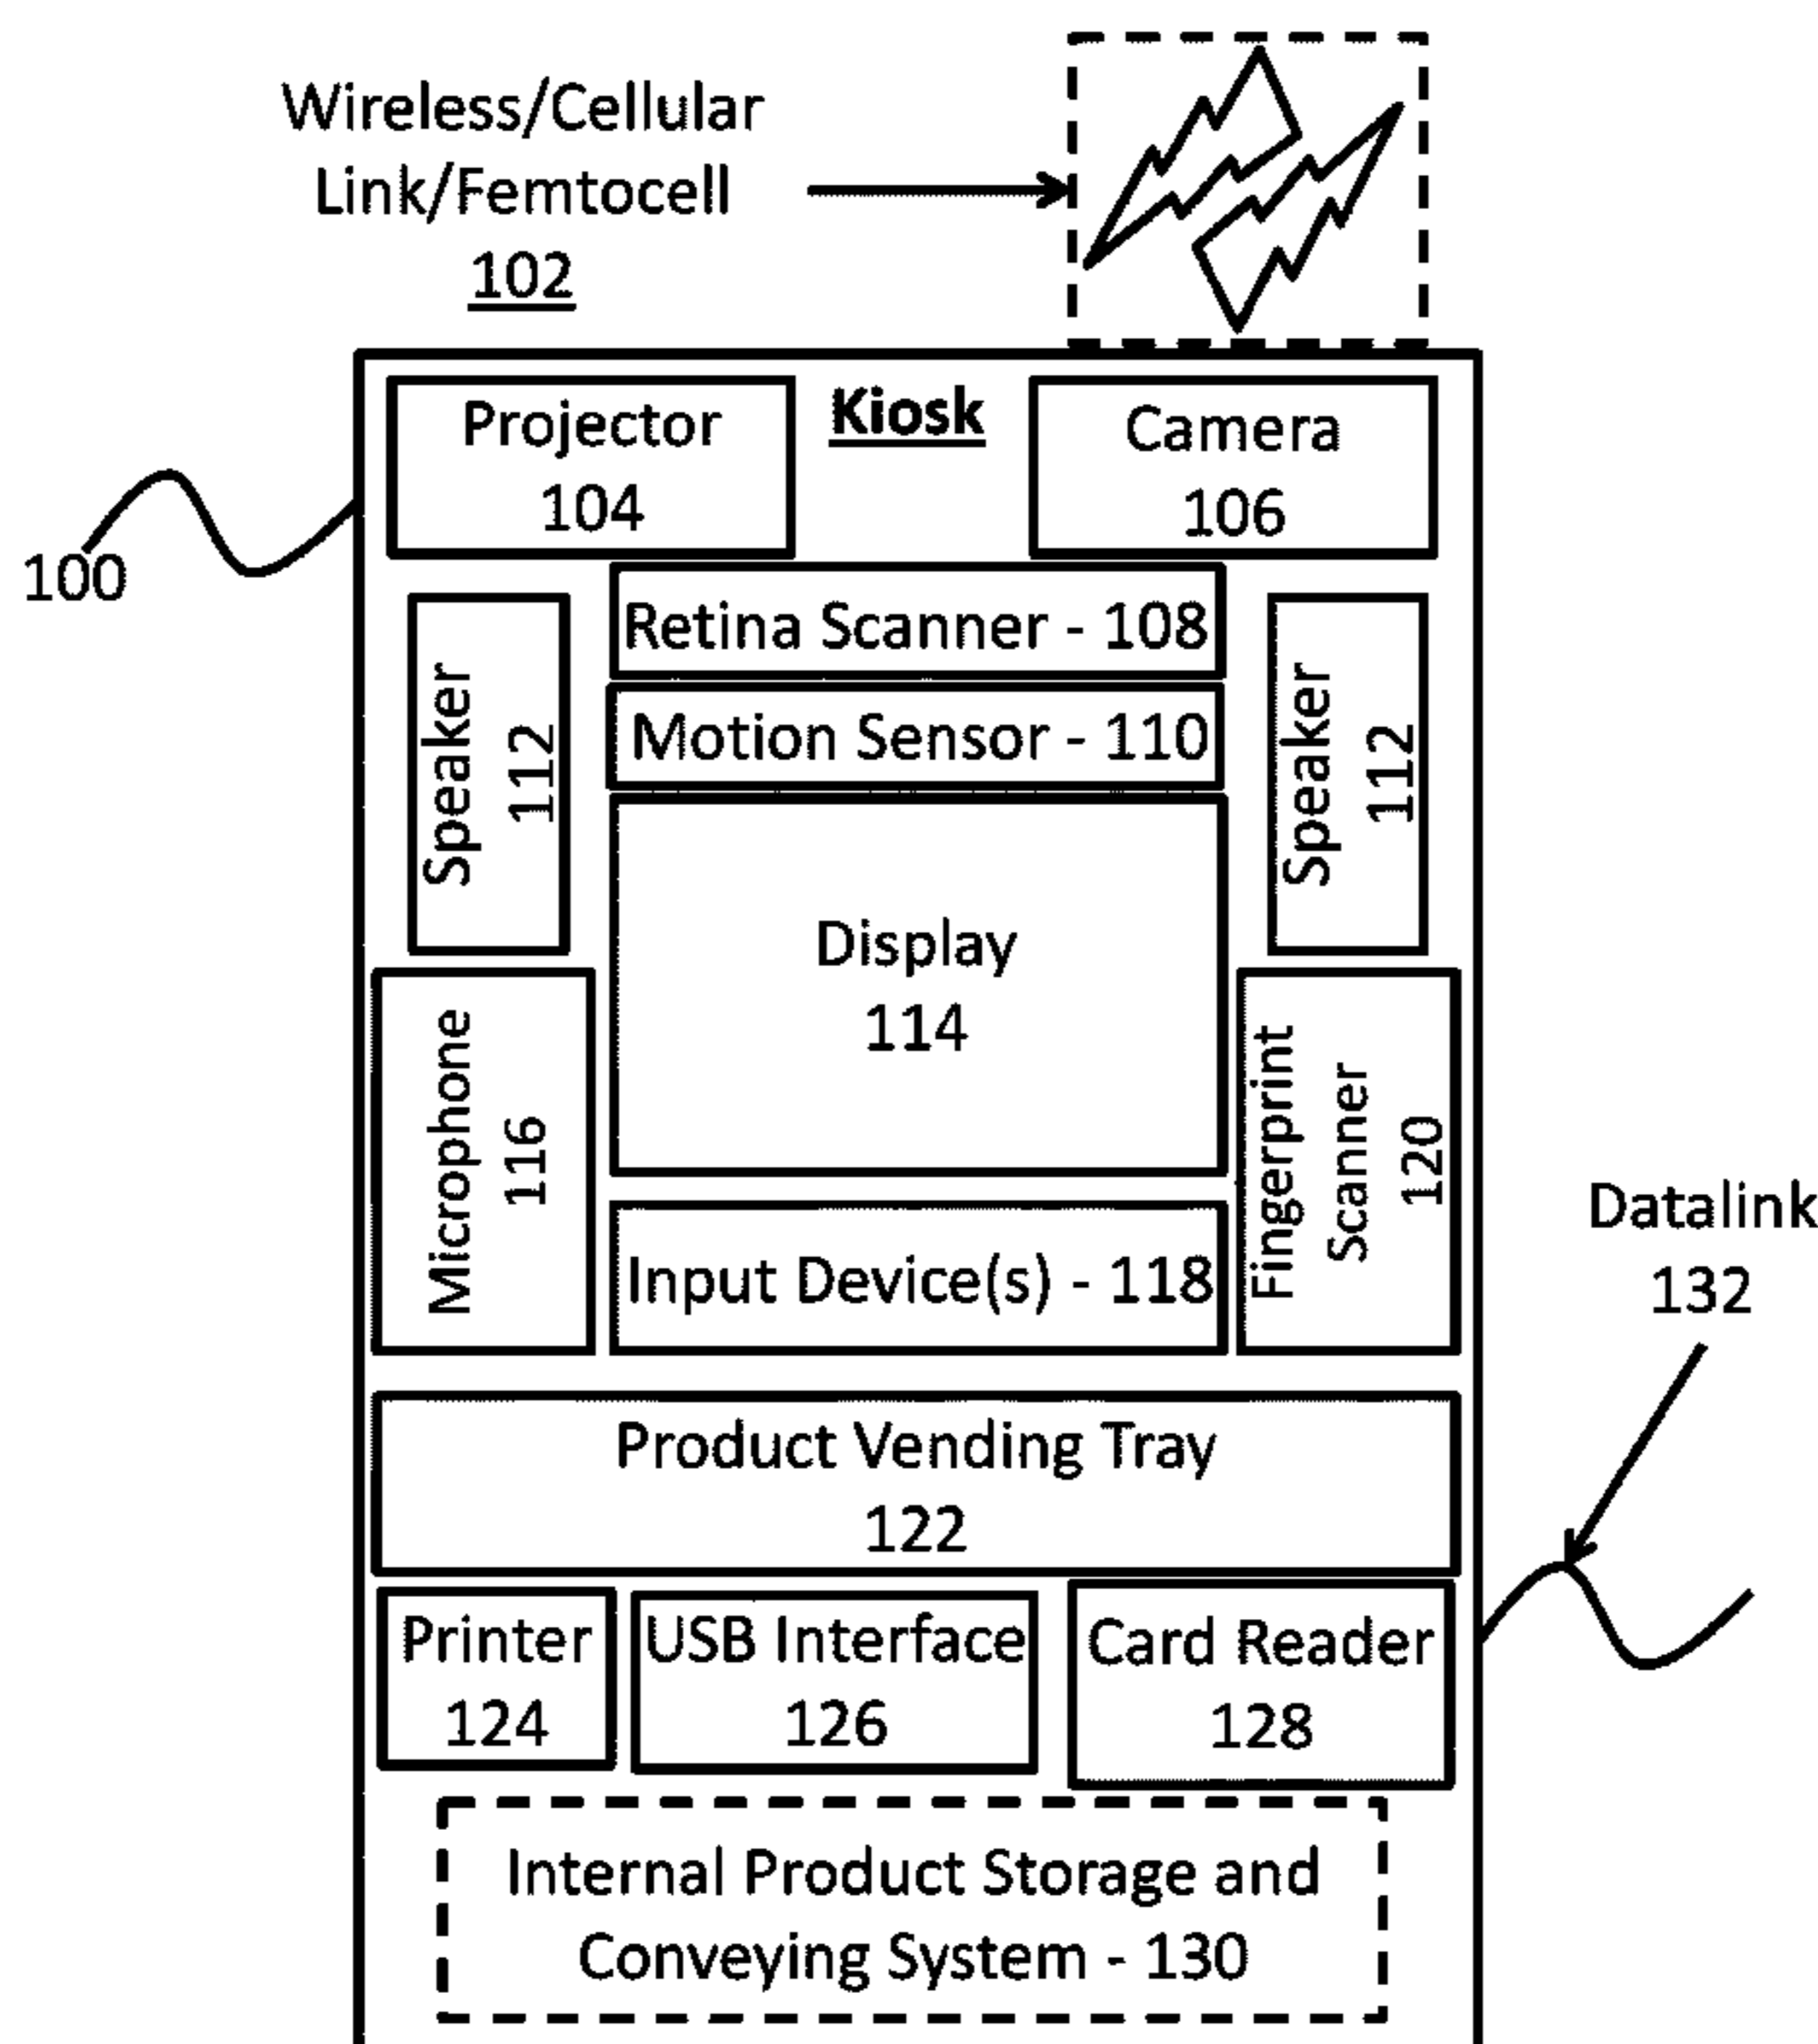 Wireless/Cellular
Link/Femtocell
102
Kiosk
Projector
104
Camera
106
100
Retina Scanner - 108
Motion Sensor - 110
Speaker
112
Speaker
112
Display
114
Microphone
116
Fingerprint
Scanner
120
Input Device(s) - 118
Datalink
132
Product Vending Tray
122
Printer
124
USB Interface
126
Card Reader
128
Internal Product Storage and
Conveying System - 130